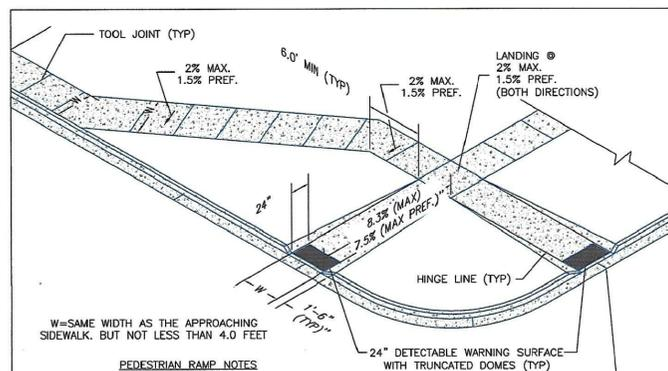 TOOL JOINT (TYP)
2% MAX.
1.5% PREF.
6.0' MIN (TYP)
2% MAX.
1.5% PREF.
LANDING @
2% MAX.
1.5% PREF.
(BOTH DIRECTIONS)
W
W
24"
8.3% (MAX)
7.5% (MAX PREF.)"
HINGE LINE (TYP)
W
1'-6"
(TYP)"
W=SAME WIDTH AS THE APPROACHING
SIDEWALK. BUT NOT LESS THAN 4.0 FEET
24" DETECTABLE WARNING SURFACE
WITH TRUNCATED DOMES (TYP)
PEDESTRIAN RAMP NOTES